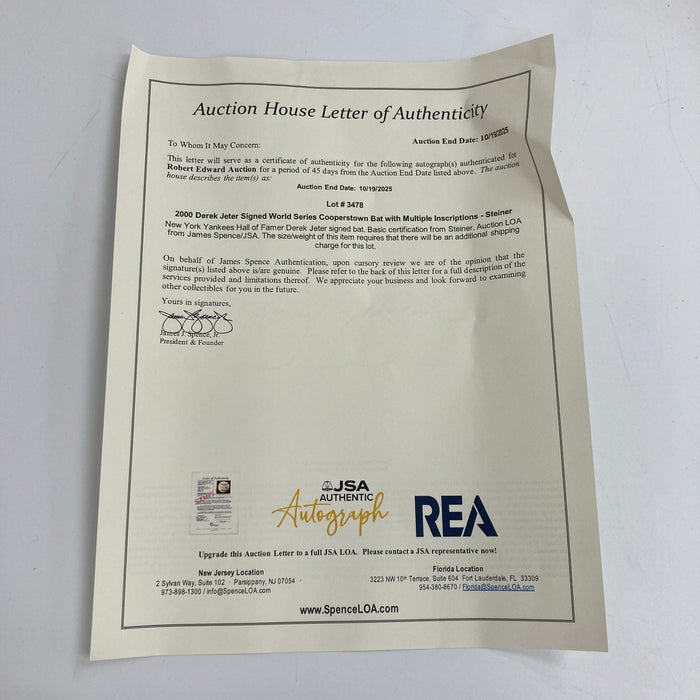 Auction House Letter of Authenticity
To Whom It May Concern:
Auction End Date: 10/19/2025
This letter will serve as a certificate of authenticity for the following autograph(s) authenticated for
Robert Edward Auction for a period of 45 days from the Auction End Date listed above. The auction
house describes the item(s) as:
Auction End Date: 10/19/2025
Lot # 3478
2000 Derek Jeter Signed World Series Cooperstown Bat with Multiple Inscriptions - Steiner
New York Yankees Hall of Famer Derek Jeter signed bat. Basic certification from Steiner. Auction LOA
from James Spence/JSA. The size/weight of this item requires that there will be an additional shipping
charge for this lot.
On behalf of James Spence Authentication, upon cursory review we are of the opinion that the
signature(s) listed above is/are genuine. Please refer to the back of this letter for a full description of the
services provided and limitations thereof. We appreciate your business and look forward to examining
other collectibles for you in the future.
Yours in signatures,
James J. Spence, Jr.
President & Founder
JSA
AUTHENTIC
Autograph
REA
Upgrade this Auction Letter to a full JSA LOA. Please contact a JSA representative now!
New Jersey Location
2 Sylvan Way, Suite 102 · Parsippany, NJ 07054
973-898-1300 / info@SpenceLOA.com
Florida Location
3223 NW 10th Terrace, Suite 604 Fort Lauderdale, FL 33309
954-380-8670 / Florida@SpenceLOA.com
www.SpenceLOA.com